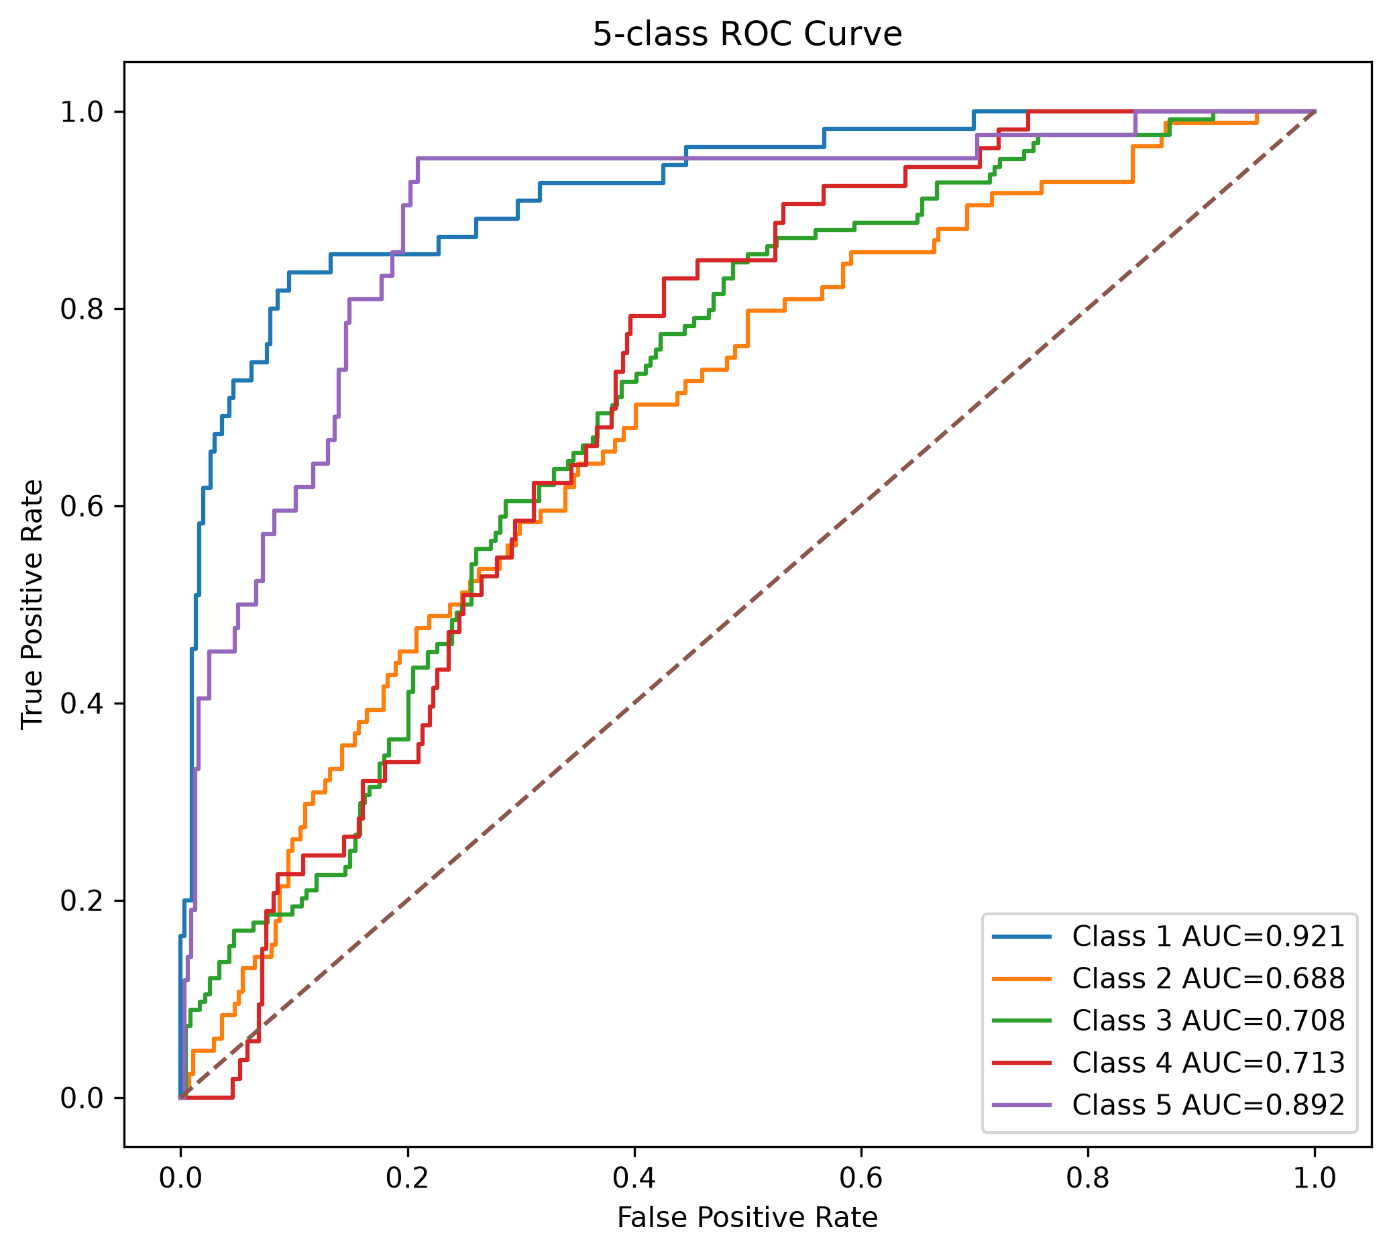 5-class ROC Curve
True Positive Rate
1.0
0.8
0.6
0.4
0.2
0.0
Class 1 AUC=0.921
Class 2 AUC=0.688
Class 3 AUC=0.708
Class 4 AUC=0.713
Class 5 AUC=0.892
0.0 0.2 0.4 0.6 0.8 1.0
False Positive Rate